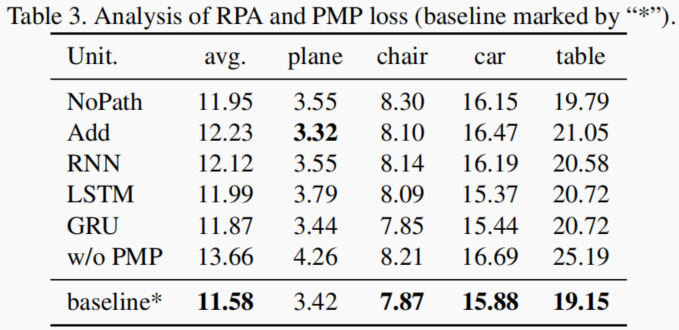 Table 3. Analysis of RPA and PMP loss (baseline marked by “*”).
Unit. avg. plane chair car table
NoPath 11.95 3.55 8.30 16.15 19.79
Add 12.23 3.32 8.10 16.47 21.05
RNN 12.12 3.55 8.14 16.19 20.58
LSTM 11.99 3.79 8.09 15.37 20.72
GRU 11.87 3.44 7.85 15.44 20.72
w/o PMP 13.66 4.26 8.21 16.69 25.19
baseline* 11.58 3.42 7.87 15.88 19.15